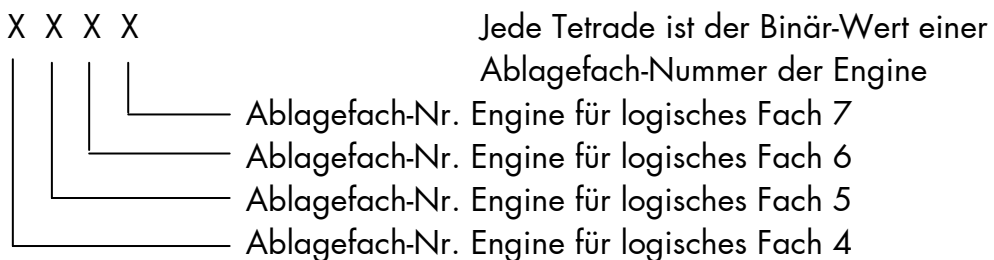 X X X X Jede Tetrade ist der Binär-Wert einer
Ablagefach-Nummer der Engine
Ablagefach-Nr. Engine für logisches Fach 7
Ablagefach-Nr. Engine für logisches Fach 6
Ablagefach-Nr. Engine für logisches Fach 5
Ablagefach-Nr. Engine für logisches Fach 4